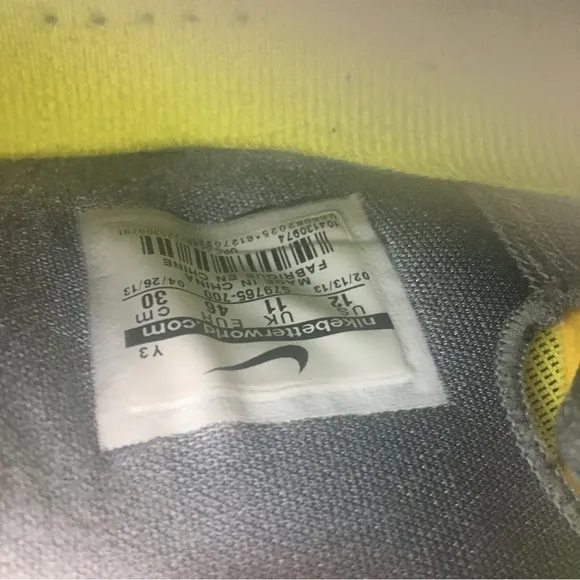 Y3
nikebetterworld.com
US UK EUR CM
12 11 46 30
02/13/13 579765-700 04/26/13
MADE IN CHINA
FABRIQUE EN CHINE
104130974